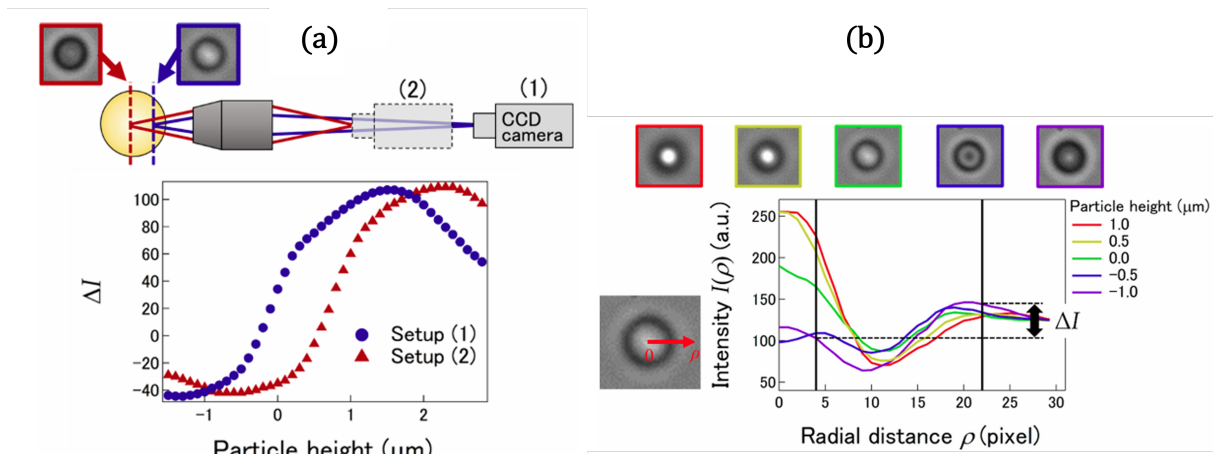 (a)
(b)
(2)
(1)
CCD
camera
100
80
60
40
20
0
−20
−40
ΔI
Setup (1)
Setup (2)
−1
0
1
2
Particle height (μm)
0
ρ
Intensity I(ρ) (a.u.)
250
200
150
100
50
0
5
10
15
20
25
30
Radial distance ρ (pixel)
ΔI
Particle height (μm)
1.0
0.5
0.0
−0.5
−1.0